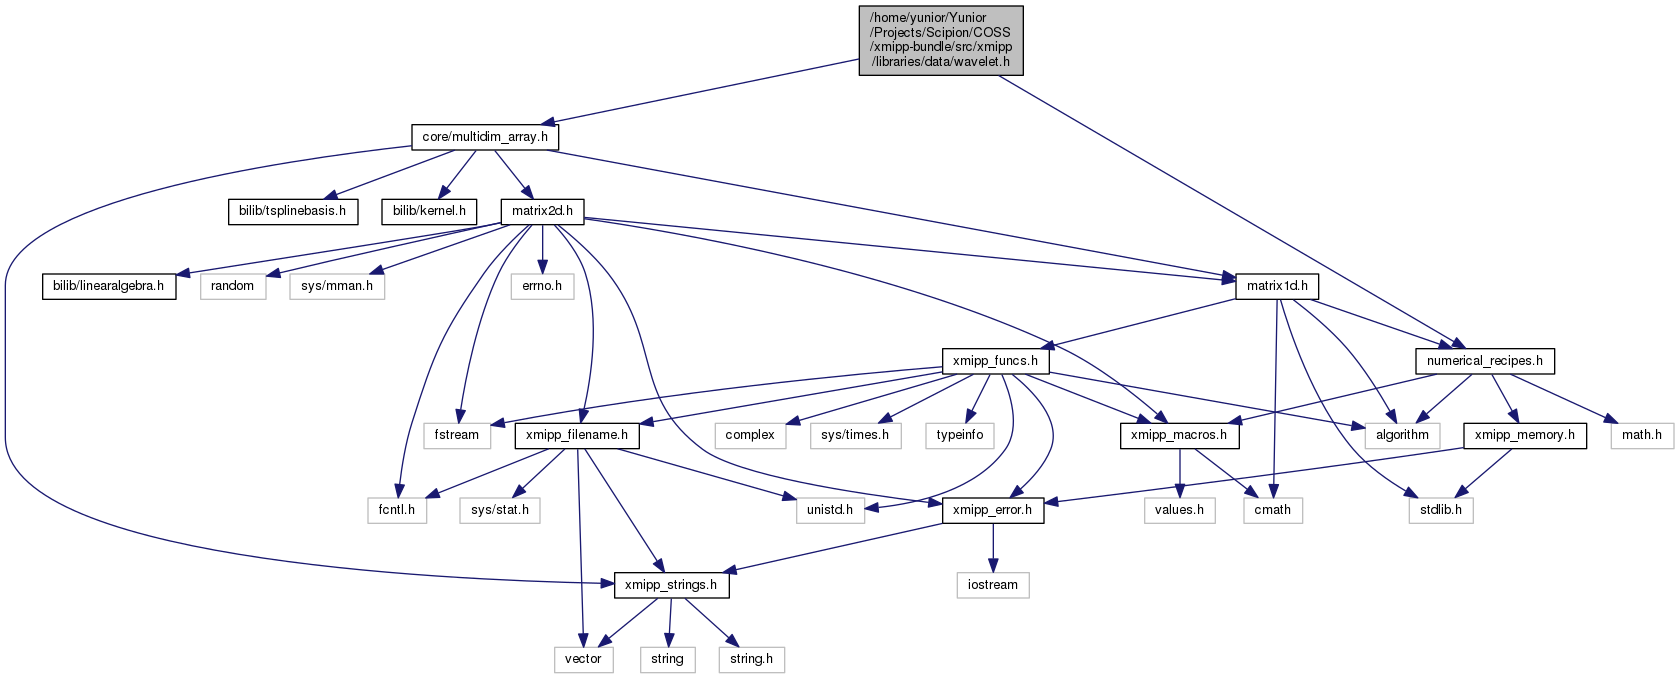 /home/yunior/Yunior
/Projects/Scipion/COSS
/xmipp-bundle/src/xmipp
/libraries/data/wavelet.h
core/multidim_array.h
bilib/tsplinebasis.h
bilib/kernel.h
matrix2d.h
bilib/linearalgebra.h
random
sys/mman.h
errno.h
matrix1d.h
xmipp_funcs.h
numerical_recipes.h
fstream
xmipp_filename.h
complex
sys/times.h
typeinfo
xmipp_macros.h
algorithm
xmipp_memory.h
math.h
fcntl.h
sys/stat.h
unistd.h
xmipp_error.h
values.h
cmath
stdlib.h
xmipp_strings.h
iostream
vector
string
string.h